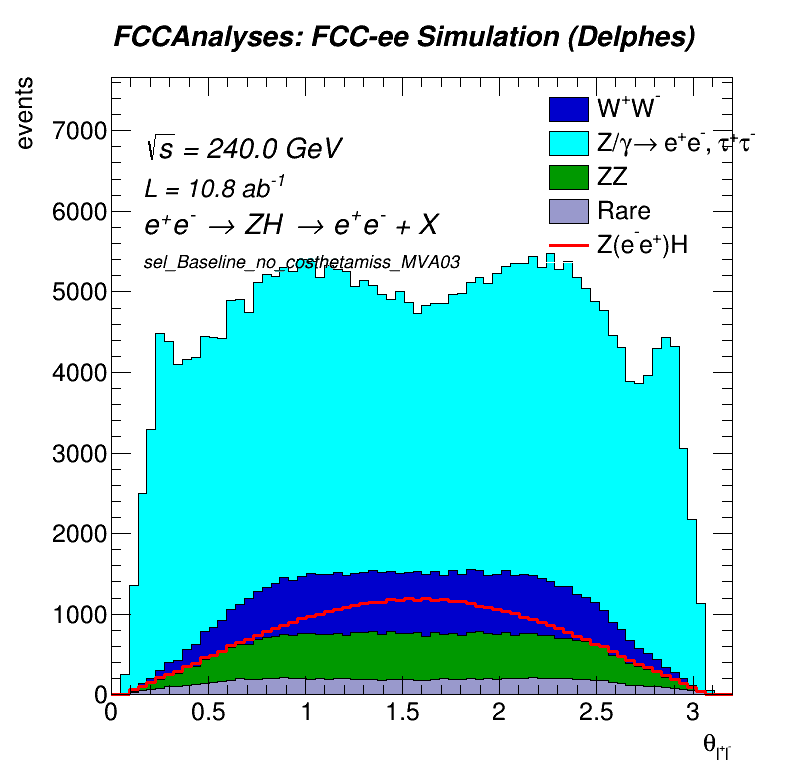 FCCAnalyses: FCC-ee Simulation (Delphes)
events
√s = 240.0 GeV
L = 10.8 ab⁻¹
e⁺e⁻ → ZH → e⁺e⁻ + X
sel_Baseline_no_costhetamiss_MVA03
W⁺W⁻
Z/γ→ e⁺e⁻, τ⁺τ⁻
ZZ
Rare
Z(e⁻e⁺)H
7000
6000
5000
4000
3000
2000
1000
0
0 0.5 1 1.5 2 2.5 3
θ_l⁺l⁻